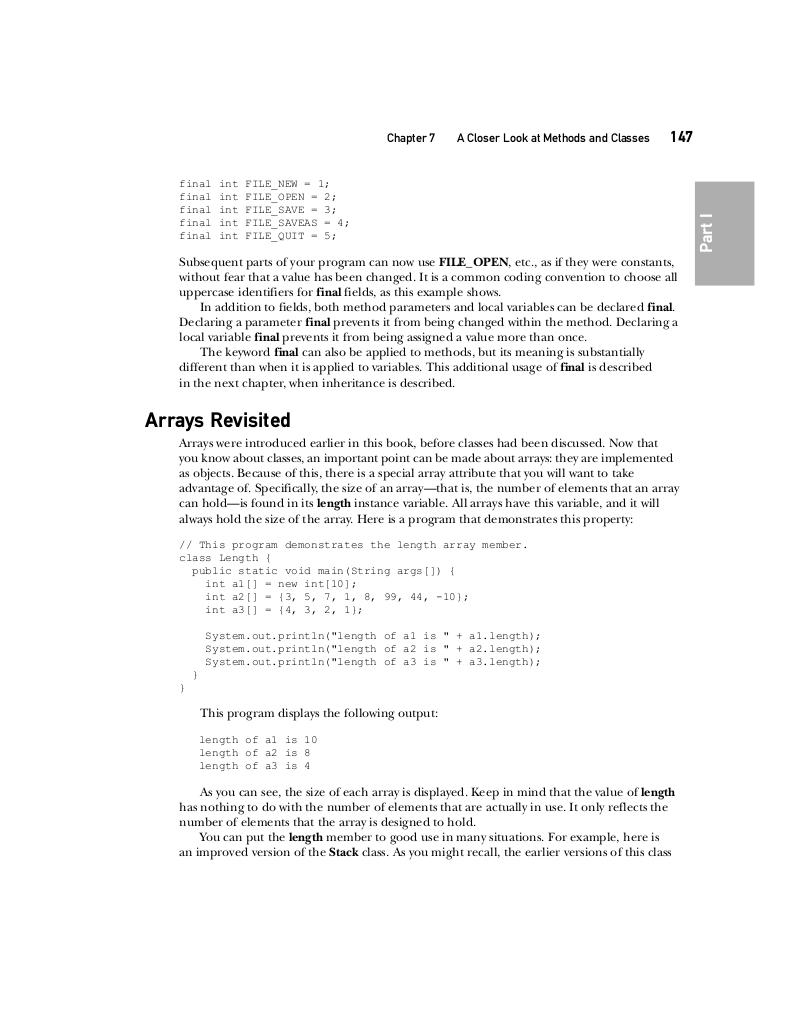 Chapter 7 A Closer Look at Methods and Classes 147
Part I
final int FILE_NEW = 1;
final int FILE_OPEN = 2;
final int FILE_SAVE = 3;
final int FILE_SAVEAS = 4;
final int FILE_QUIT = 5;
Subsequent parts of your program can now use FILE_OPEN, etc., as if they were constants,
without fear that a value has been changed. It is a common coding convention to choose all
uppercase identifiers for final fields, as this example shows.
In addition to fields, both method parameters and local variables can be declared final.
Declaring a parameter final prevents it from being changed within the method. Declaring a
local variable final prevents it from being assigned a value more than once.
The keyword final can also be applied to methods, but its meaning is substantially
different than when it is applied to variables. This additional usage of final is described
in the next chapter, when inheritance is described.
Arrays Revisited
Arrays were introduced earlier in this book, before classes had been discussed. Now that
you know about classes, an important point can be made about arrays: they are implemented
as objects. Because of this, there is a special array attribute that you will want to take
advantage of. Specifically, the size of an array—that is, the number of elements that an array
can hold—is found in its length instance variable. All arrays have this variable, and it will
always hold the size of the array. Here is a program that demonstrates this property:
// This program demonstrates the length array member.
class Length {
public static void main(String args[]) {
int a1[] = new int[10];
int a2[] = {3, 5, 7, 1, 8, 99, 44, -10};
int a3[] = {4, 3, 2, 1};
System.out.println("length of a1 is " + a1.length);
System.out.println("length of a2 is " + a2.length);
System.out.println("length of a3 is " + a3.length);
}
}
This program displays the following output:
length of a1 is 10
length of a2 is 8
length of a3 is 4
As you can see, the size of each array is displayed. Keep in mind that the value of length
has nothing to do with the number of elements that are actually in use. It only reflects the
number of elements that the array is designed to hold.
You can put the length member to good use in many situations. For example, here is
an improved version of the Stack class. As you might recall, the earlier versions of this class